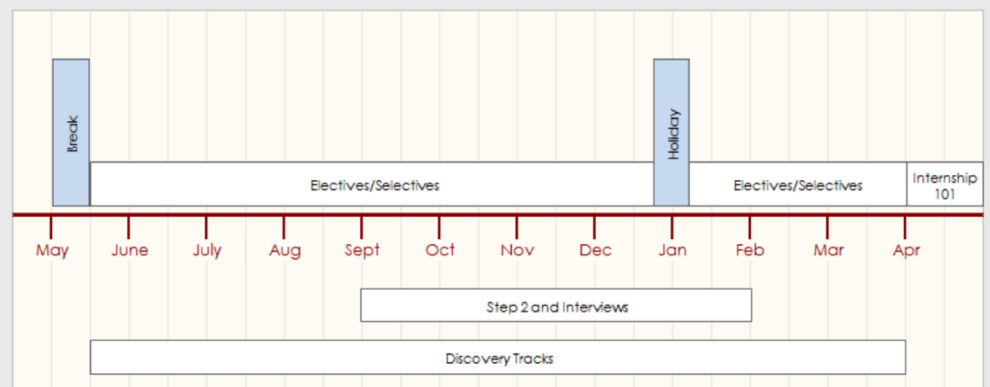 Break
Holiday
Electives/Selectives
Electives/Selectives
Internship
101
May
June
July
Aug
Sept
Oct
Nov
Dec
Jan
Feb
Mar
Apr
Step 2 and Interviews
Discovery Tracks